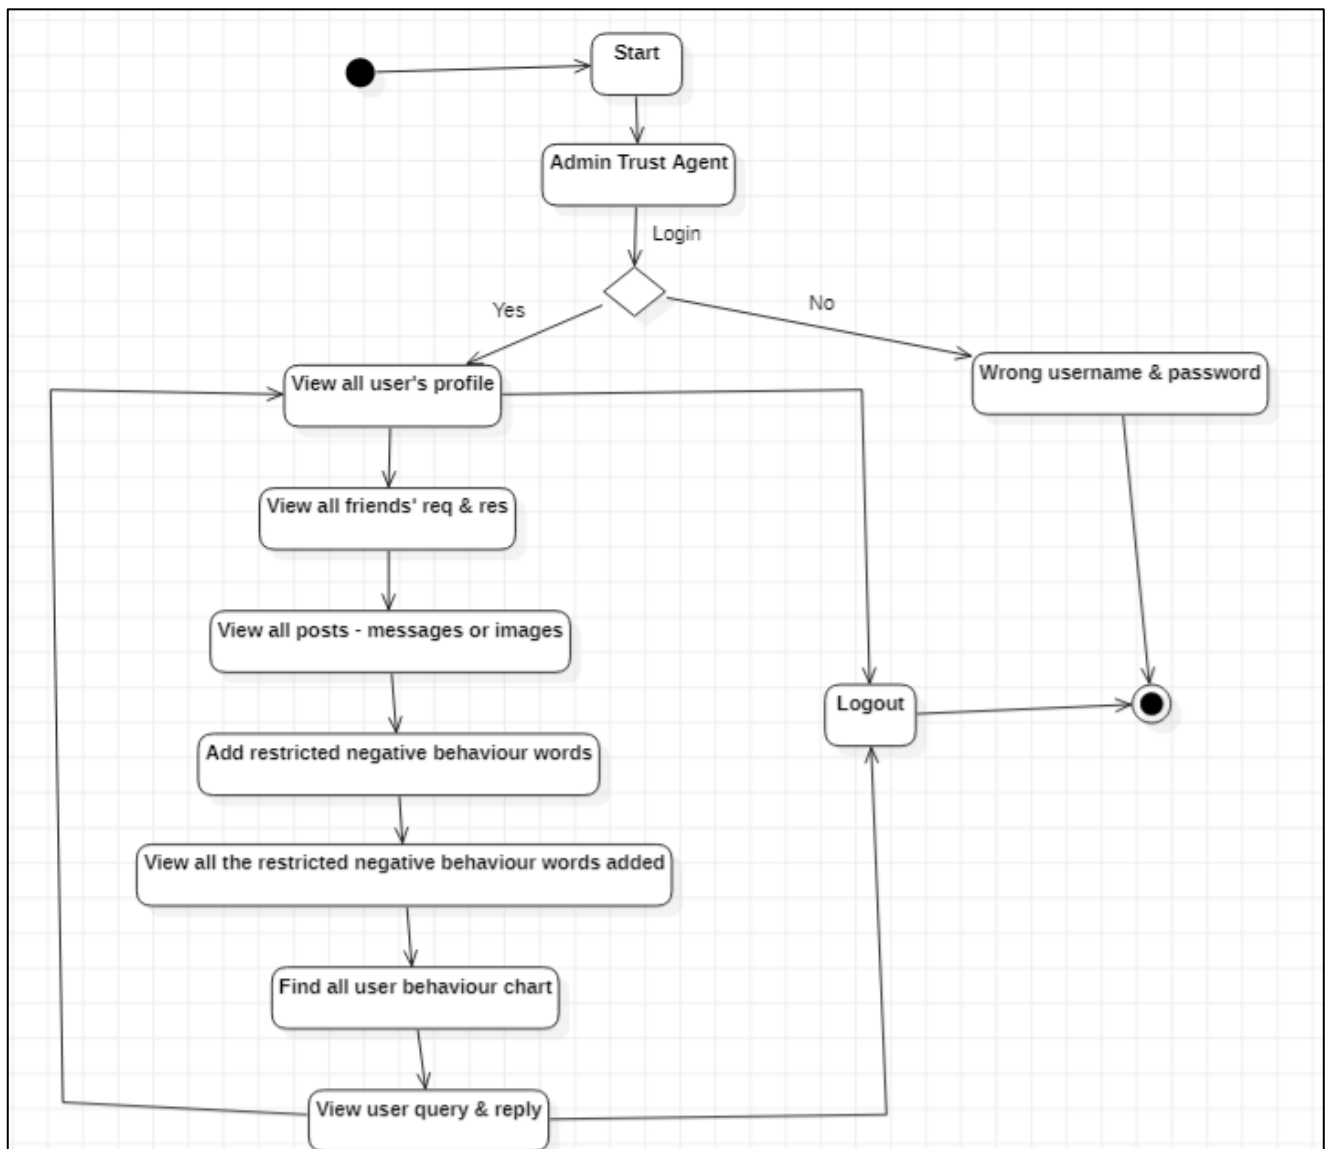 Start
Admin Trust Agent
Login
Yes
No
View all user's profile
Wrong username & password
View all friends' req & res
View all posts - messages or images
Logout
Add restricted negative behaviour words
View all the restricted negative behaviour words added
Find all user behaviour chart
View user query & reply